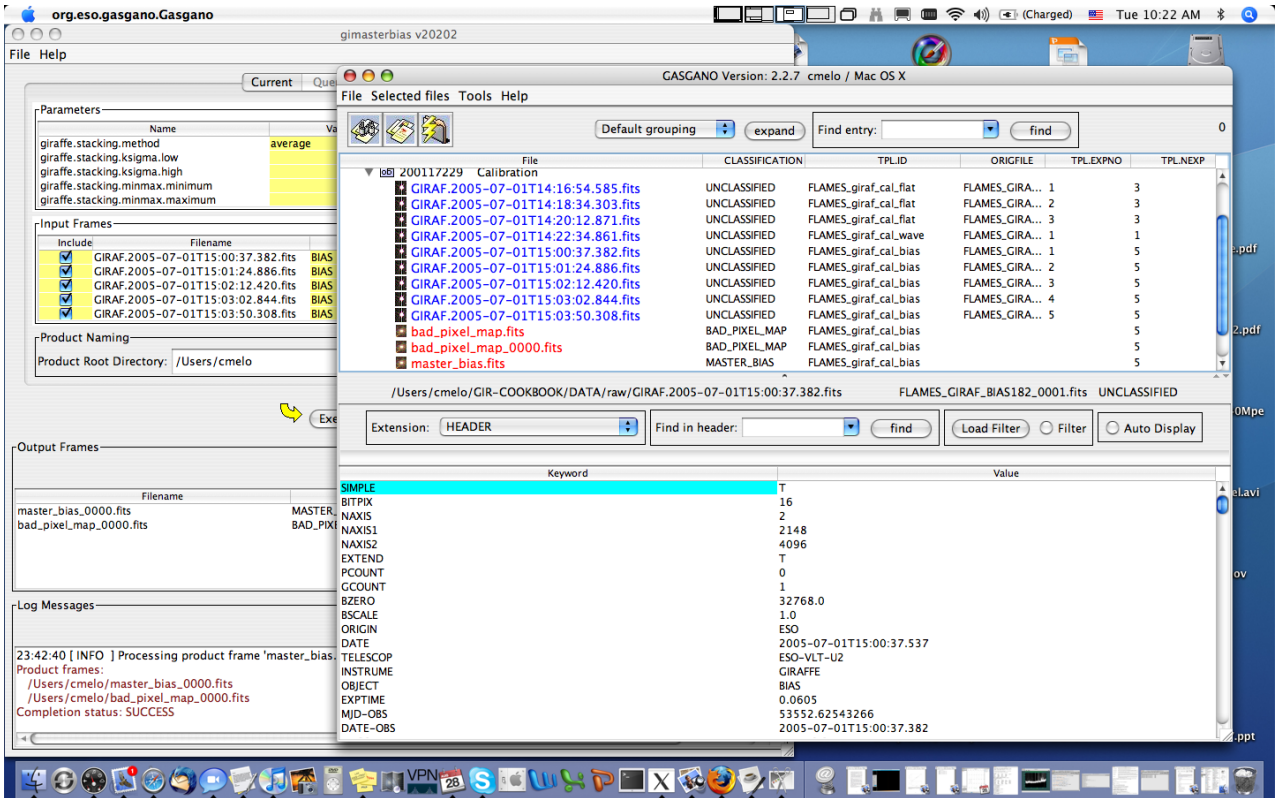 org.eso.gasgano.Gasgano
(Charged)
Tue 10:22 AM
gimasterbias v20202
File Help
Current
Parameters
Name
giraffe.stacking.method average
giraffe.stacking.ksigma.low
giraffe.stacking.ksigma.high
giraffe.stacking.minmax.minimum
giraffe.stacking.minmax.maximum
Input Frames
Include Filename
GIRAF.2005-07-01T15:00:37.382.fits BIAS
GIRAF.2005-07-01T15:01:24.886.fits BIAS
GIRAF.2005-07-01T15:02:12.420.fits BIAS
GIRAF.2005-07-01T15:03:02.844.fits BIAS
GIRAF.2005-07-01T15:03:50.308.fits BIAS
Product Naming
Product Root Directory: /Users/cmelo
Exe
Output Frames
Filename
master_bias_0000.fits MASTER_
bad_pixel_map_0000.fits BAD_PIXE
Log Messages
23:42:40 [ INFO ] Processing product frame 'master_bias.
Product frames:
/Users/cmelo/master_bias_0000.fits
/Users/cmelo/bad_pixel_map_0000.fits
Completion status: SUCCESS
GASGANO Version: 2.2.7 cmelo / Mac OS X
File Selected files Tools Help
Default grouping expand Find entry: find 0
File CLASSIFICATION TPL.ID ORIGFILE TPL.EXPNO TPL.NEXP
200117229 Calibration
GIRAF.2005-07-01T14:16:54.585.fits UNCLASSIFIED FLAMES_giraf_cal_flat FLAMES_GIRA... 1 3
GIRAF.2005-07-01T14:18:34.303.fits UNCLASSIFIED FLAMES_giraf_cal_flat FLAMES_GIRA... 2 3
GIRAF.2005-07-01T14:20:12.871.fits UNCLASSIFIED FLAMES_giraf_cal_flat FLAMES_GIRA... 3 3
GIRAF.2005-07-01T14:22:34.861.fits UNCLASSIFIED FLAMES_giraf_cal_wave FLAMES_GIRA... 1 1
GIRAF.2005-07-01T15:00:37.382.fits UNCLASSIFIED FLAMES_giraf_cal_bias FLAMES_GIRA... 1 5
GIRAF.2005-07-01T15:01:24.886.fits UNCLASSIFIED FLAMES_giraf_cal_bias FLAMES_GIRA... 2 5
GIRAF.2005-07-01T15:02:12.420.fits UNCLASSIFIED FLAMES_giraf_cal_bias FLAMES_GIRA... 3 5
GIRAF.2005-07-01T15:03:02.844.fits UNCLASSIFIED FLAMES_giraf_cal_bias FLAMES_GIRA... 4 5
GIRAF.2005-07-01T15:03:50.308.fits UNCLASSIFIED FLAMES_giraf_cal_bias FLAMES_GIRA... 5 5
bad_pixel_map.fits BAD_PIXEL_MAP FLAMES_giraf_cal_bias 5
bad_pixel_map_0000.fits BAD_PIXEL_MAP FLAMES_giraf_cal_bias 5
master_bias.fits MASTER_BIAS FLAMES_giraf_cal_bias 5
/Users/cmelo/GIR-COOKBOOK/DATA/raw/GIRAF.2005-07-01T15:00:37.382.fits FLAMES_GIRAF_BIAS182_0001.fits UNCLASSIFIED
Extension: HEADER Find in header: find Load Filter Filter Auto Display
Keyword Value
SIMPLE T
BITPIX 16
NAXIS 2
NAXIS1 2148
NAXIS2 4096
EXTEND T
PCOUNT 0
GCOUNT 1
BZERO 32768.0
BSCALE 1.0
ORIGIN ESO
DATE 2005-07-01T15:00:37.537
TELESCOP ESO-VLT-U2
INSTRUME GIRAFFE
OBJECT BIAS
EXPTIME 0.0605
MJD-OBS 53552.62543266
DATE-OBS 2005-07-01T15:00:37.382
2.pdf
0Mpe
el.avi
ov
.ppt
VPN
28